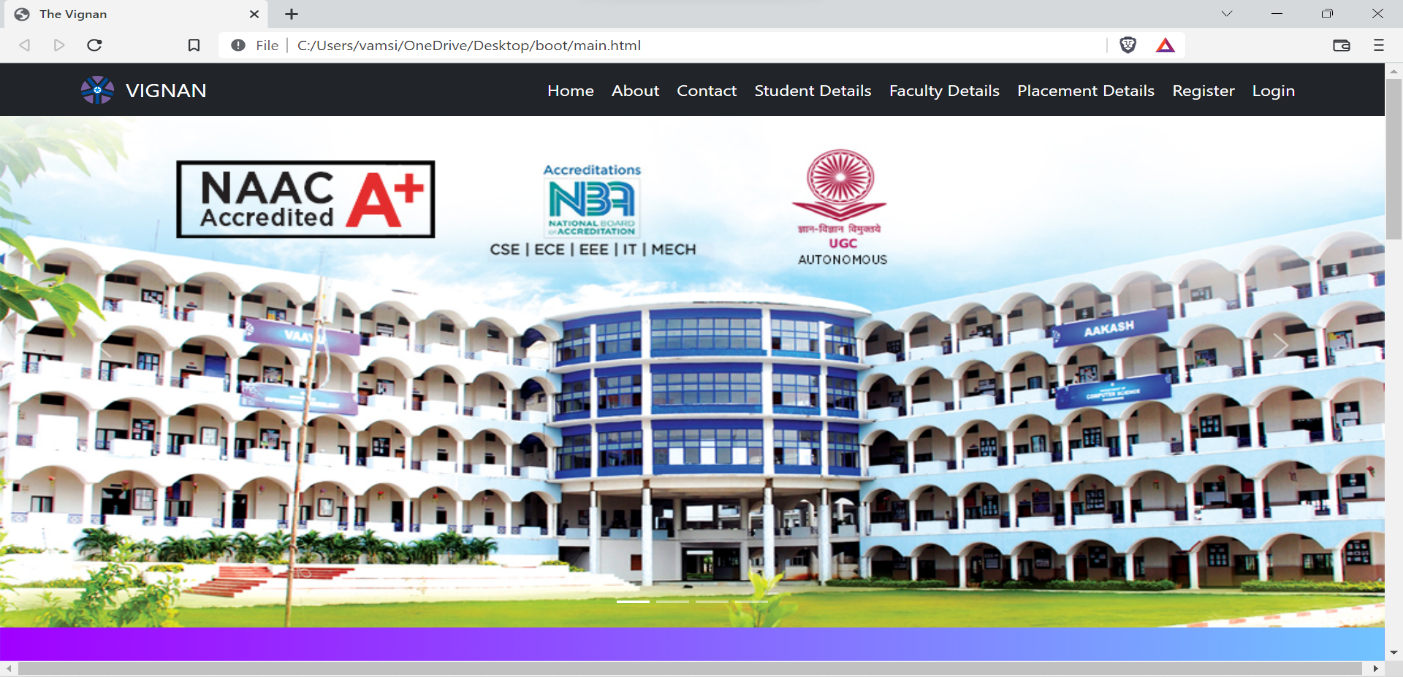 The Vignan
File
C:/Users/vamsi/OneDrive/Desktop/boot/main.html
VIGNAN
Home About Contact Student Details Faculty Details Placement Details Register Login
NAAC
Accredited
A+
Accreditations
NBA
NATIONAL BOARD
of ACCREDITATION
CSE | ECE | EEE | IT | MECH
ज्ञान-विज्ञान विमुक्तये
UGC
AUTONOMOUS
AAKASH
COMPUTER SCIENCE